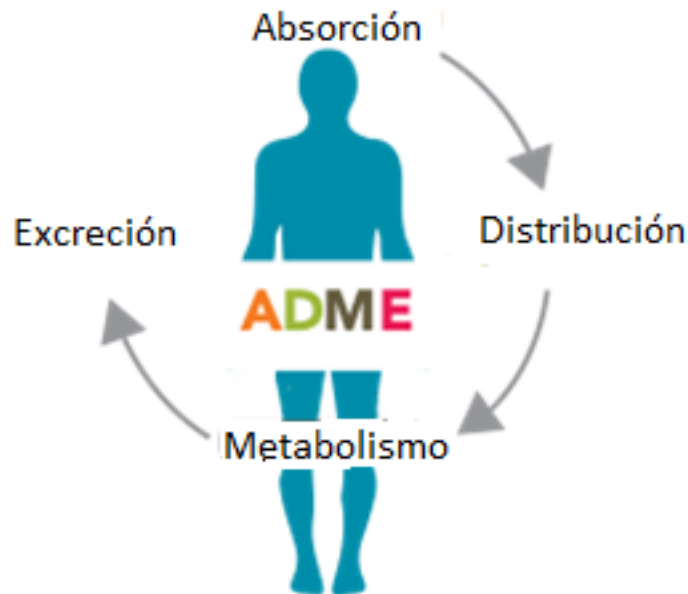 Absorción
Excreción
Distribución
ADME
Metabolismo